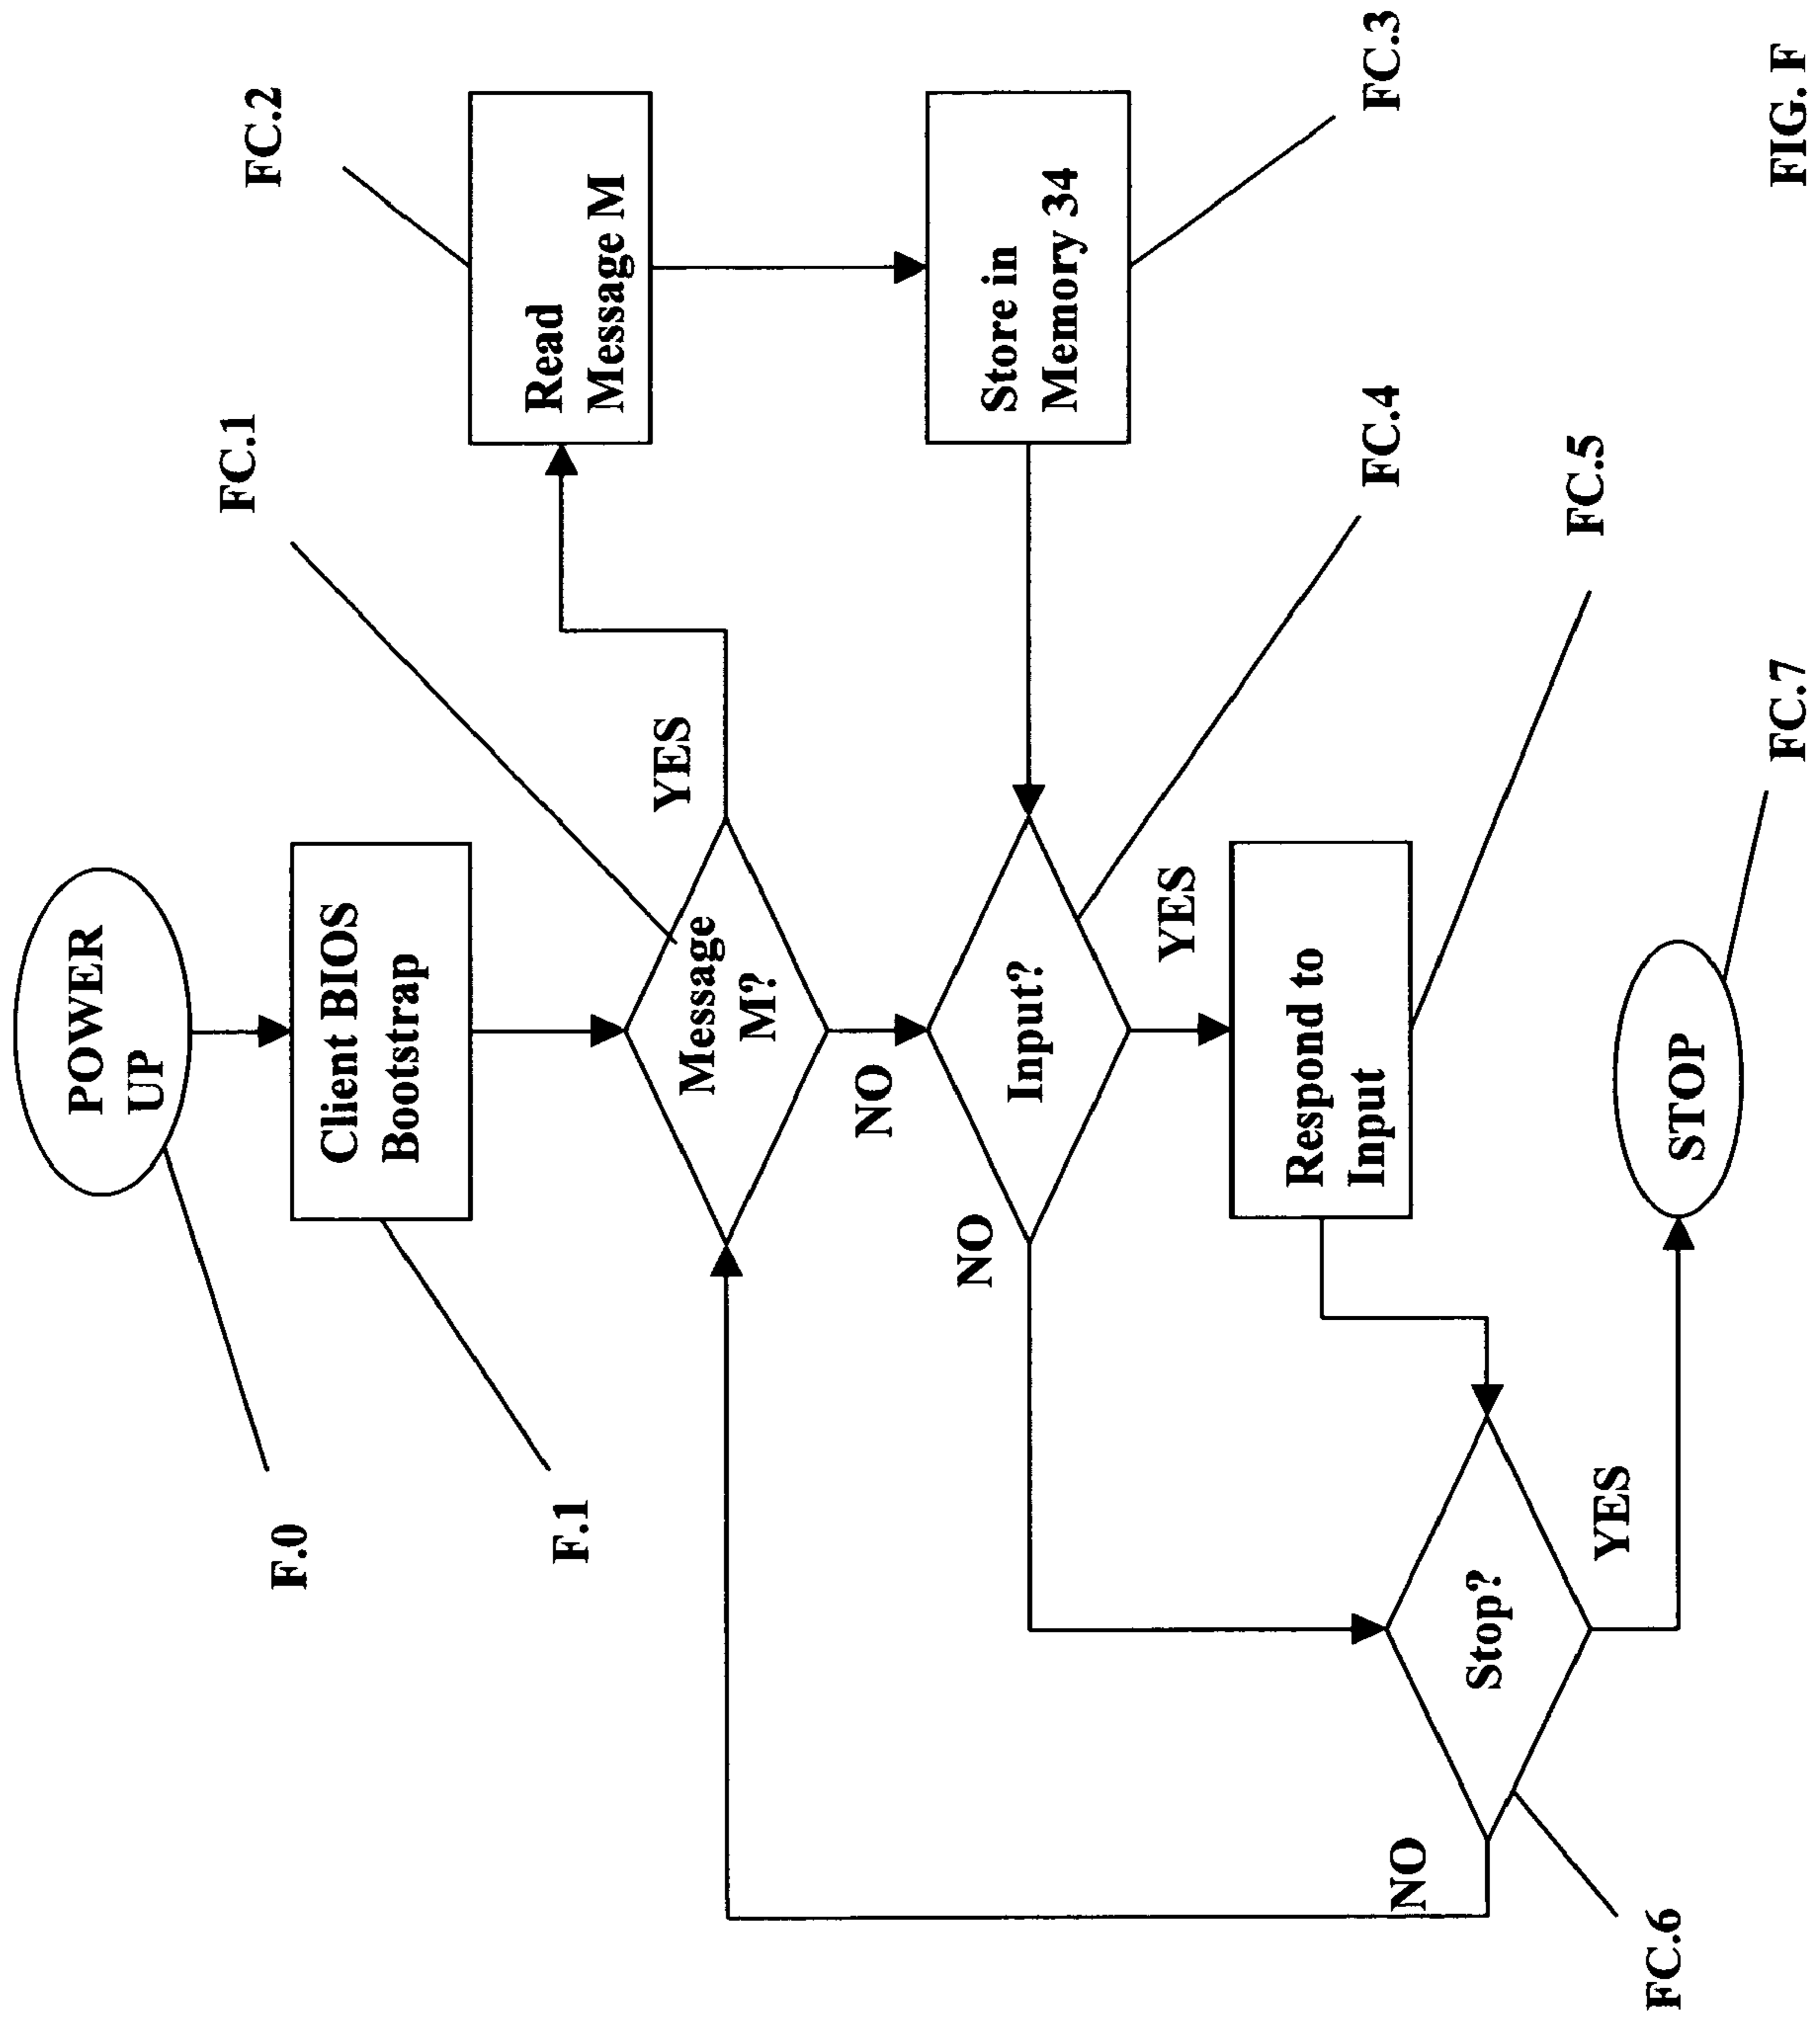 POWER
UP
F.0
Client BIOS
Bootstrap
F.1
FC.1
Message
M?
YES
NO
FC.2
Read
Message M
Store in
Memory 34
FC.3
Input?
FC.4
NO
YES
Respond to
Input
FC.5
Stop?
NO
YES
FC.6
STOP
FC.7
FIG. F